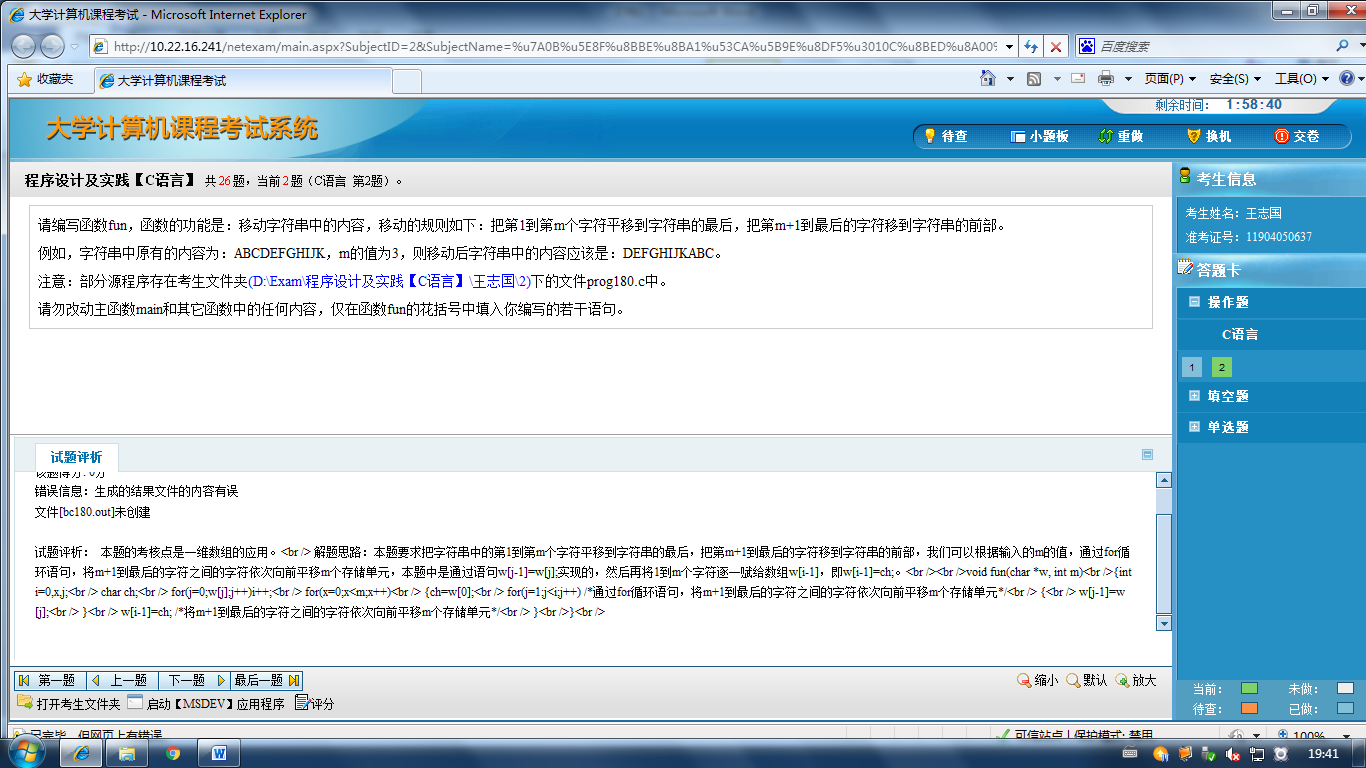 大学计算机课程考试 - Microsoft Internet Explorer
http://10.22.16.241/netexam/main.aspx?SubjectID=2&SubjectName=%u7A0B%u5E8F%u8BBE%u8BA1%u53CA%u5B9E%u8DF5%u3010C%u8BED%u8A00%
百度搜索
收藏夹
大学计算机课程考试
页面(P)
安全(S)
工具(O)
剩余时间： 1:58:40
大学计算机课程考试系统
待查
小题板
重做
换机
交卷
程序设计及实践【C语言】 共26题，当前2题（C语言 第2题）。
请编写函数fun，函数的功能是：移动字符串中的内容，移动的规则如下：把第1到第m个字符平移到字符串的最后，把第m+1到最后的字符移到字符串的前部。
例如，字符串中原有的内容为：ABCDEFGHIJK，m的值为3，则移动后字符串中的内容应该是：DEFGHIJKABC。
注意：部分源程序存在考生文件夹(D:\Exam\程序设计及实践【C语言】\王志国\2)下的文件prog180.c中。
请勿改动主函数main和其它函数中的任何内容，仅在函数fun的花括号中填入你编写的若干语句。
考生信息
考生姓名：王志国
准考证号：11904050637
答题卡
操作题
C语言
1 2
填空题
单选题
试题评析
该题得分: 0分
错误信息：生成的结果文件的内容有误
文件[bc180.out]未创建
试题评析： 本题的考核点是一维数组的应用。<br /> 解题思路：本题要求把字符串中的第1到第m个字符平移到字符串的最后，把第m+1到最后的字符移到字符串的前部，我们可以根据输入的m的值，通过for循
环语句，将m+1到最后的字符之间的字符依次向前平移m个存储单元，本题中是通过语句w[j-1]=w[j];实现的，然后再将1到m个字符逐一赋给数组w[i-1]，即w[i-1]=ch;。<br /><br />void fun(char *w, int m)<br />{int
i=0,x,j;<br /> char ch;<br /> for(j=0;w[j];j++)i++;<br /> for(x=0;x<m;x++)<br /> {ch=w[0];<br /> for(j=1;j<i;j++) /*通过for循环语句，将m+1到最后的字符之间的字符依次向前平移m个存储单元*/<br /> {<br /> w[j-1]=w
[j];<br /> }<br /> w[i-1]=ch; /*将m+1到最后的字符之间的字符依次向前平移m个存储单元*/<br /> }<br />}<br />
第一题
上一题
下一题
最后一题
缩小
默认
放大
打开考生文件夹
启动【MSDEV】应用程序
评分
当前：
未做：
待查：
已做：
已完毕，但网页上有错误
可信站点 | 保护模式: 禁用
100%
19:41